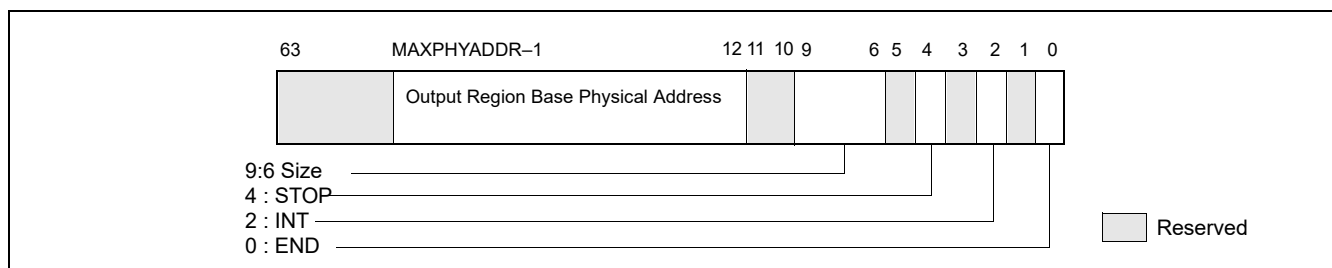 63 MAXPHYADDR–1 12 11 10 9 6 5 4 3 2 1 0
Output Region Base Physical Address
9:6 Size
4 : STOP
2 : INT
0 : END
Reserved